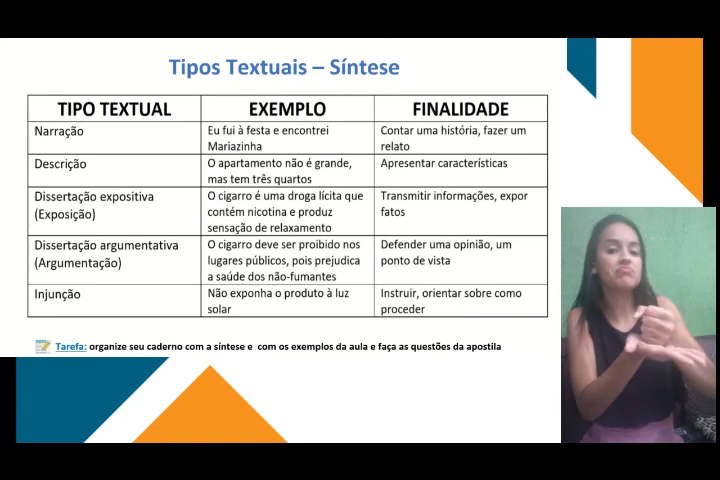 Tipos Textuais – Síntese
TIPO TEXTUAL
EXEMPLO
FINALIDADE
Narração
Eu fui à festa e encontrei
Mariazinha
Contar uma história, fazer um
relato
Descrição
O apartamento não é grande,
mas tem três quartos
Apresentar características
Dissertação expositiva
(Exposição)
O cigarro é uma droga lícita que
contém nicotina e produz
sensação de relaxamento
Transmitir informações, expor
fatos
Dissertação argumentativa
(Argumentação)
O cigarro deve ser proibido nos
lugares públicos, pois prejudica
a saúde dos não-fumantes
Defender uma opinião, um
ponto de vista
Injunção
Não exponha o produto à luz
solar
Instruir, orientar sobre como
proceder
Tarefa: organize seu caderno com a síntese e com os exemplos da aula e faça as questões da apostila